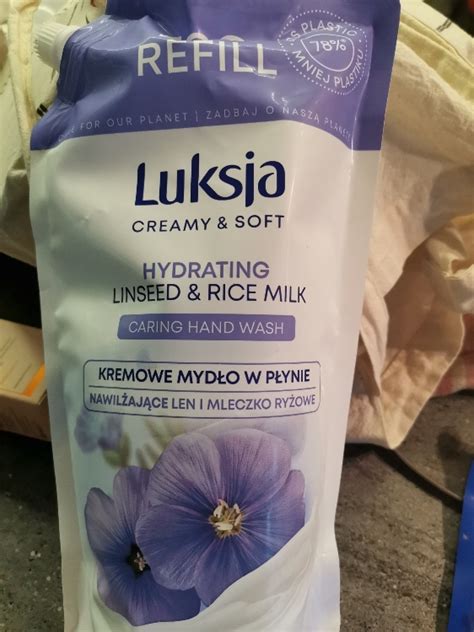 REFILL
78%
MNIEJ PLASTIKU
FOR OUR PLANET | ZADBAJ O NASZĄ
Luksja
CREAMY & SOFT
HYDRATING
LINSEED & RICE MILK
CARING HAND WASH
KREMOWE MYDŁO W PŁYNIE
NAWILŻAJĄCE LEN I MLECZKO RYŻOWE